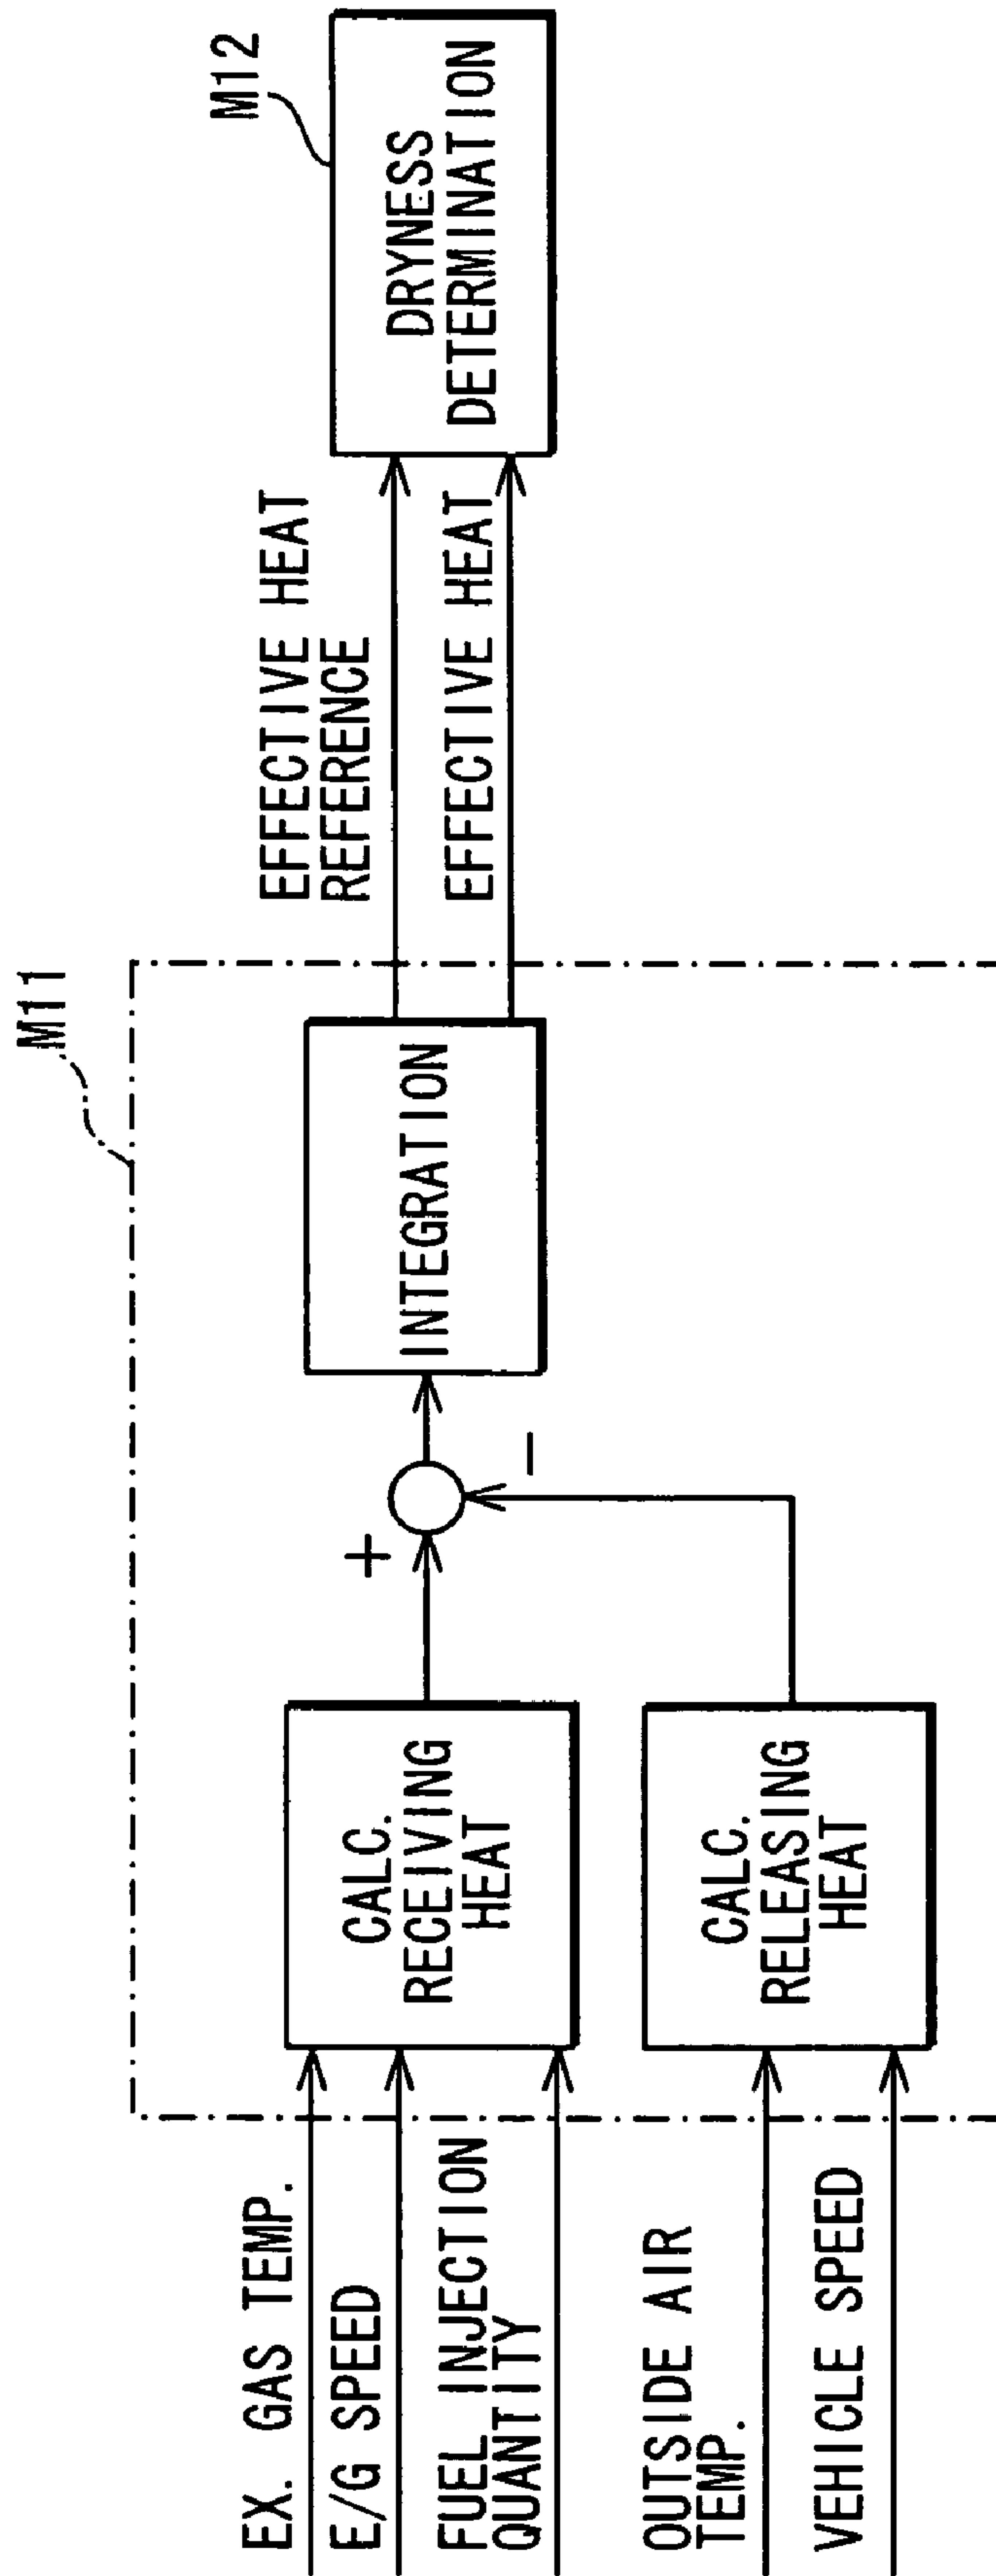 M11
M12
EX. GAS TEMP.
E/G SPEED
FUEL INJECTION
QUANTITY
OUTSIDE AIR
TEMP.
VEHICLE SPEED
CALC.
RECEIVING
HEAT
CALC.
RELEASING
HEAT
+
-
INTEGRATION
EFFECTIVE HEAT
REFERENCE
EFFECTIVE HEAT
DRYNESS
DETERMINATION